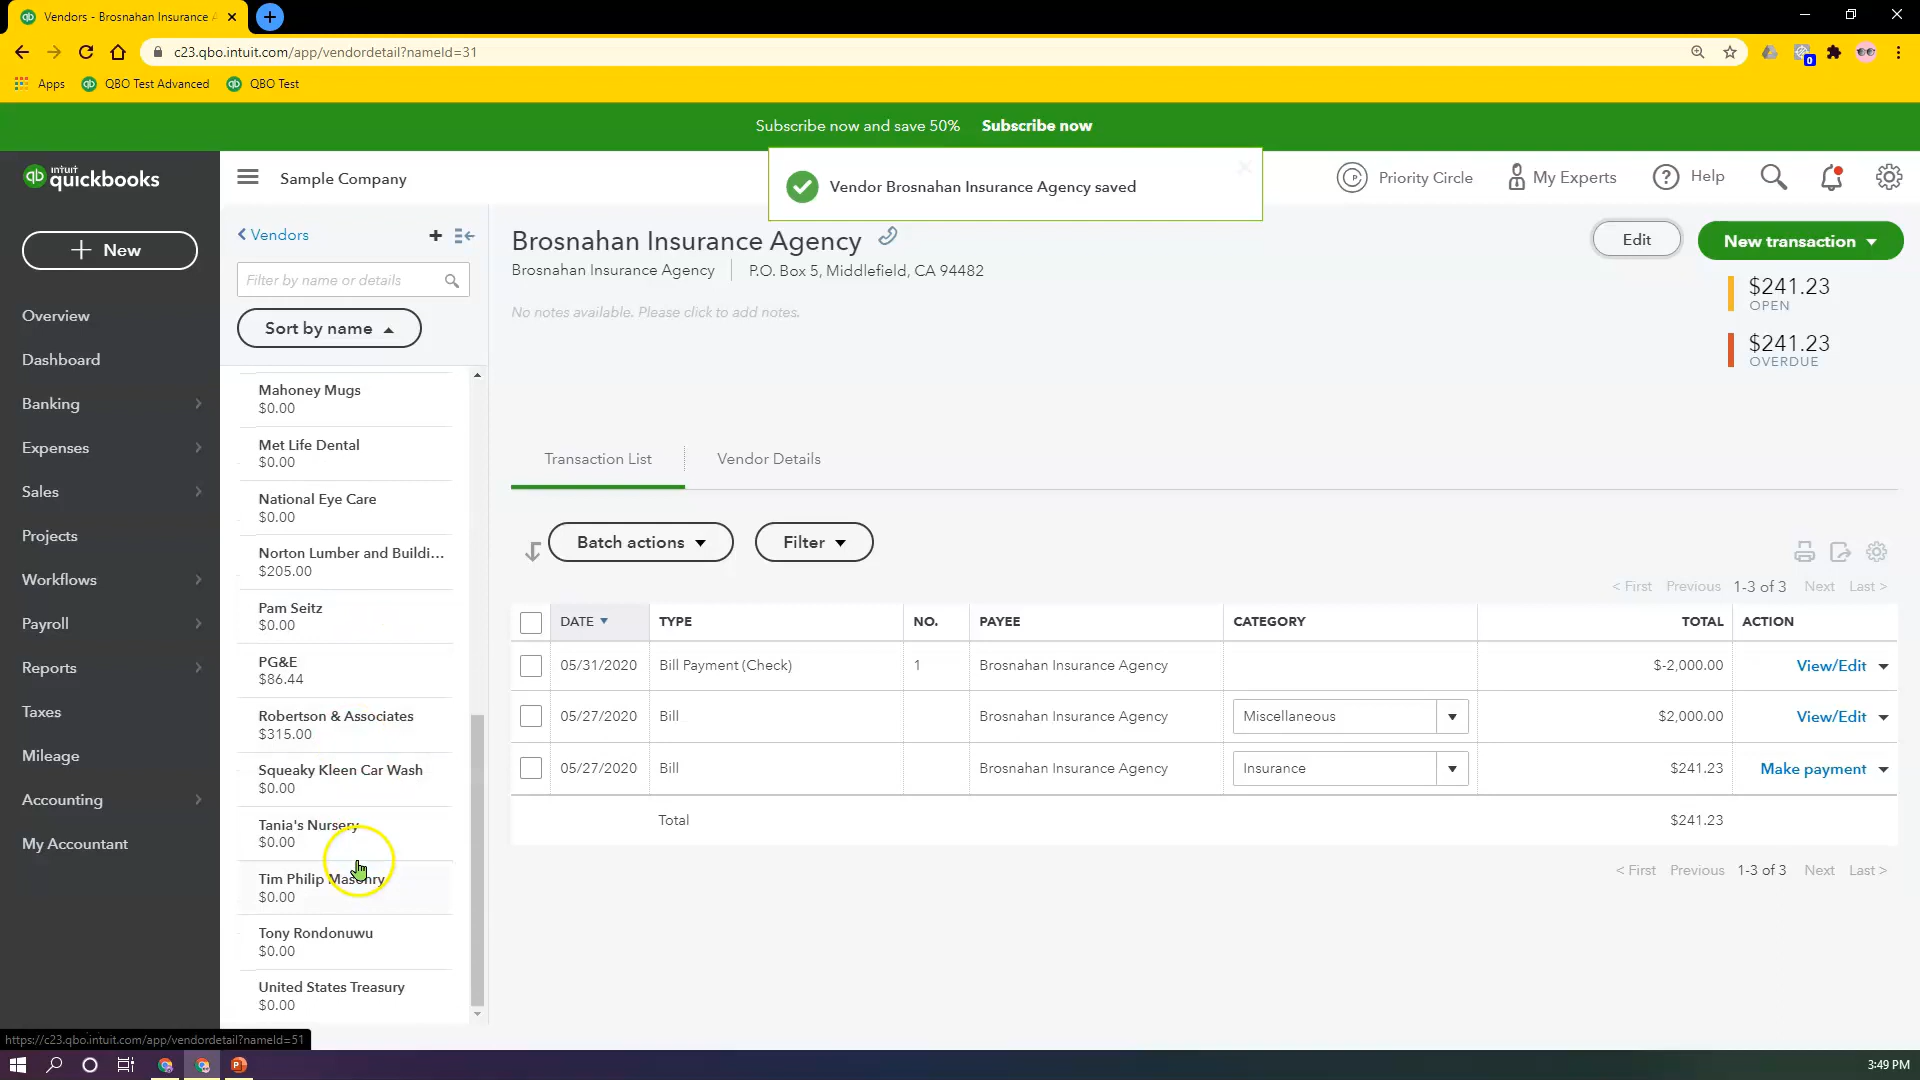 Vendors - Brosnahan Insurance A
c23.qbo.intuit.com/app/vendordetail?nameId=31
0
Apps
QBO Test Advanced
QBO Test
Subscribe now and save 50% Subscribe now
intuit
quickbooks
Sample Company
Vendor Brosnahan Insurance Agency saved
Priority Circle
My Experts
Help
New
Overview
Dashboard
Banking
Expenses
Sales
Projects
Workflows
Payroll
Reports
Taxes
Mileage
Accounting
My Accountant
Vendors
Filter by name or details
Sort by name
Mahoney Mugs
$0.00
Met Life Dental
$0.00
National Eye Care
$0.00
Norton Lumber and Buildi...
$205.00
Pam Seitz
$0.00
PG&E
$86.44
Robertson & Associates
$315.00
Squeaky Kleen Car Wash
$0.00
Tania's Nursery
$0.00
Tim Philip Masonry
$0.00
Tony Rondonuwu
$0.00
United States Treasury
$0.00
Brosnahan Insurance Agency
Brosnahan Insurance Agency
P.O. Box 5, Middlefield, CA 94482
No notes available. Please click to add notes.
Edit
New transaction
$241.23
OPEN
$241.23
OVERDUE
Transaction List
Vendor Details
Batch actions
Filter
< First Previous 1-3 of 3 Next Last >
DATE TYPE NO. PAYEE CATEGORY TOTAL ACTION
05/31/2020 Bill Payment (Check) 1 Brosnahan Insurance Agency $-2,000.00 View/Edit
05/27/2020 Bill Brosnahan Insurance Agency Miscellaneous $2,000.00 View/Edit
05/27/2020 Bill Brosnahan Insurance Agency Insurance $241.23 Make payment
Total $241.23
< First Previous 1-3 of 3 Next Last >
https://c23.qbo.intuit.com/app/vendordetail?nameId=51
3:49 PM